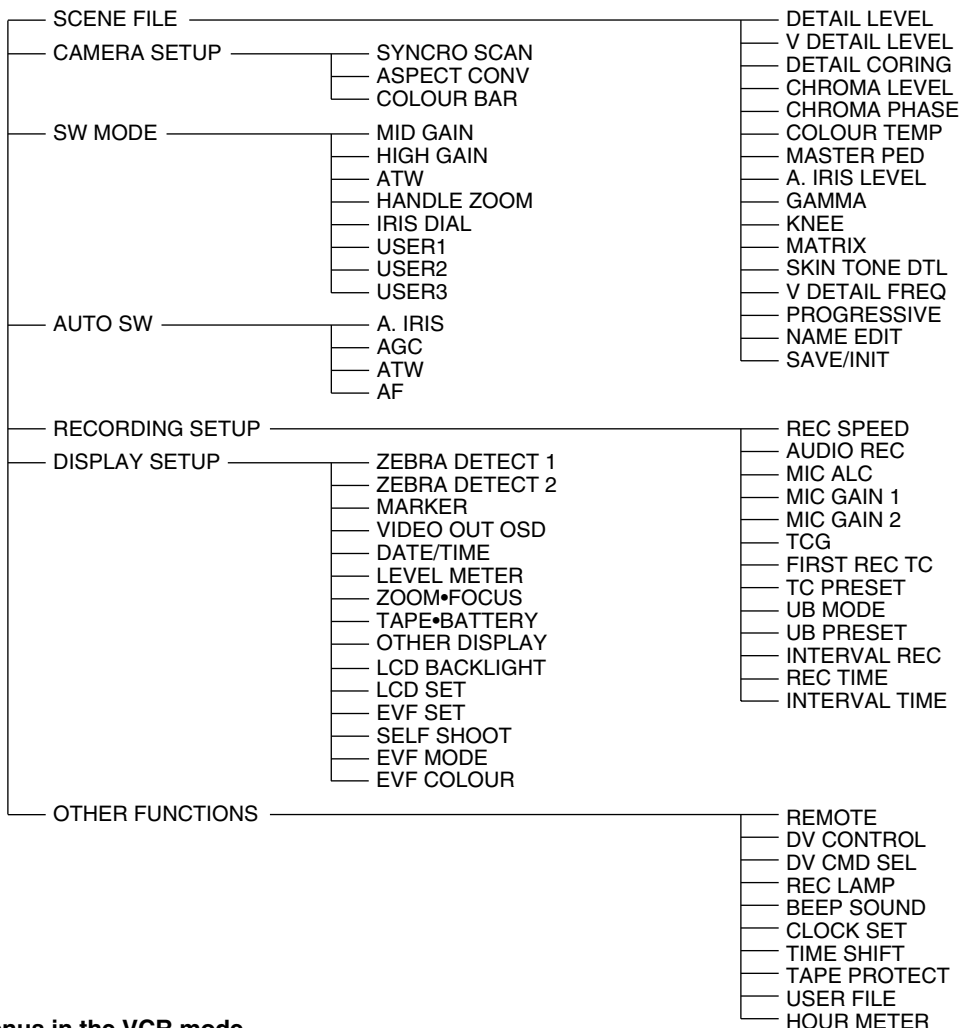 SCENE FILE
DETAIL LEVEL
V DETAIL LEVEL
DETAIL CORING
CHROMA LEVEL
CHROMA PHASE
COLOUR TEMP
MASTER PED
A. IRIS LEVEL
GAMMA
KNEE
MATRIX
SKIN TONE DTL
V DETAIL FREQ
PROGRESSIVE
NAME EDIT
SAVE/INIT
CAMERA SETUP
SYNCRO SCAN
ASPECT CONV
COLOUR BAR
SW MODE
MID GAIN
HIGH GAIN
ATW
HANDLE ZOOM
IRIS DIAL
USER1
USER2
USER3
AUTO SW
A. IRIS
AGC
ATW
AF
RECORDING SETUP
REC SPEED
AUDIO REC
MIC ALC
MIC GAIN 1
MIC GAIN 2
TCG
FIRST REC TC
TC PRESET
UB MODE
UB PRESET
INTERVAL REC
REC TIME
INTERVAL TIME
DISPLAY SETUP
ZEBRA DETECT 1
ZEBRA DETECT 2
MARKER
VIDEO OUT OSD
DATE/TIME
LEVEL METER
ZOOM•FOCUS
TAPE•BATTERY
OTHER DISPLAY
LCD BACKLIGHT
LCD SET
EVF SET
SELF SHOOT
EVF MODE
EVF COLOUR
OTHER FUNCTIONS
REMOTE
DV CONTROL
DV CMD SEL
REC LAMP
BEEP SOUND
CLOCK SET
TIME SHIFT
TAPE PROTECT
USER FILE
HOUR METER
in the VCR mode